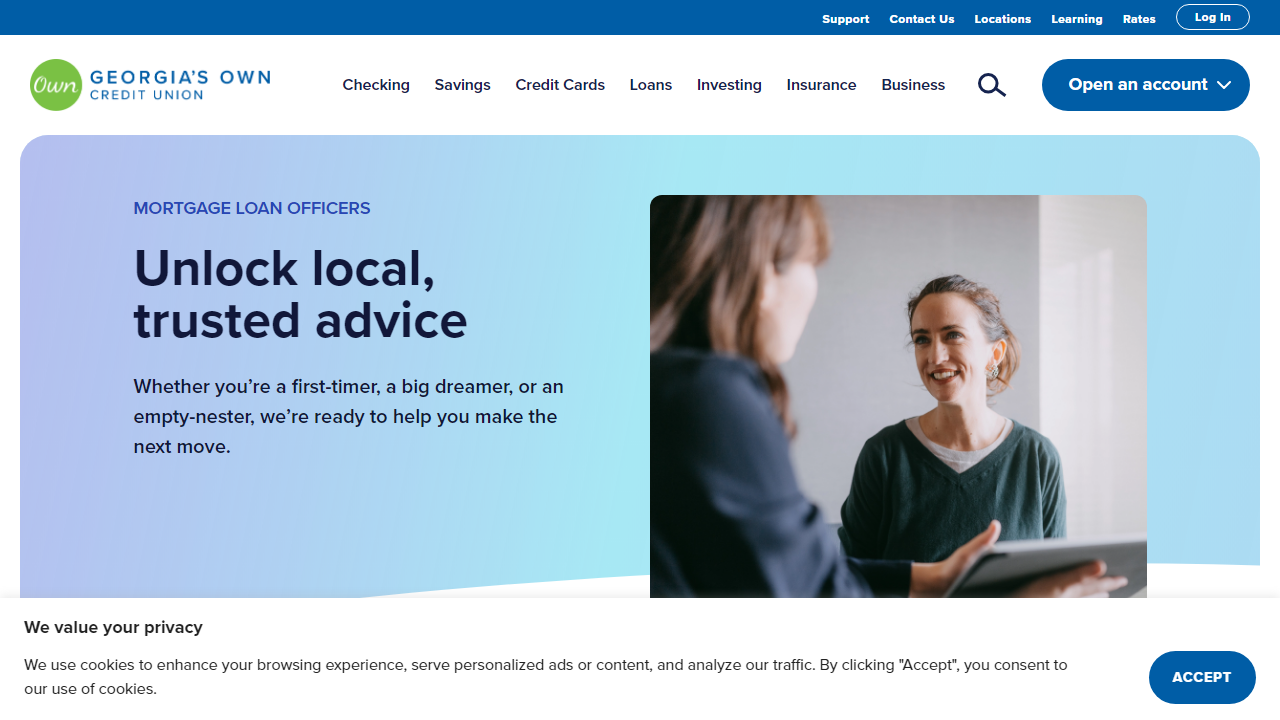 Support Contact Us Locations Learning Rates Log In
Own GEORGIA'S OWN
CREDIT UNION
Checking Savings Credit Cards Loans Investing Insurance Business Open an account
MORTGAGE LOAN OFFICERS
Unlock local,
trusted advice
Whether you’re a first-timer, a big dreamer, or an
empty-nester, we’re ready to help you make the
next move.
We value your privacy
We use cookies to enhance your browsing experience, serve personalized ads or content, and analyze our traffic. By clicking "Accept", you consent to
our use of cookies.
ACCEPT